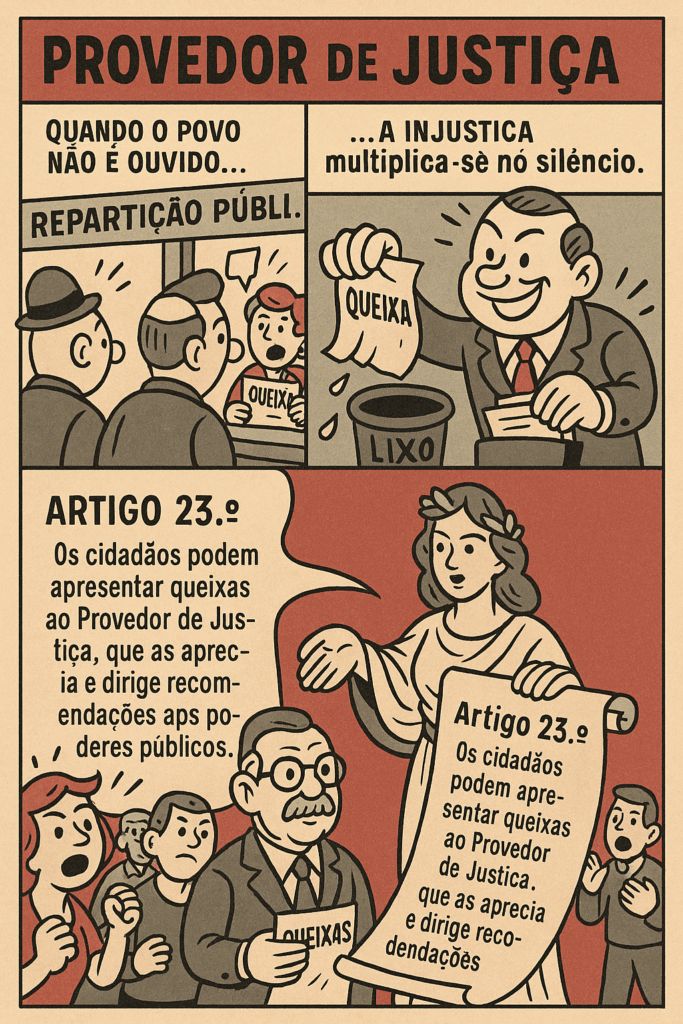 PROVEDOR DE JUSTIÇA
QUANDO O POVO
NÃO É OUVIDO...
...A INJUSTICA
multiplica-sè nó siléncio.
REPARTIÇÃO PÚBLI.
QUEIXA
QUEIXA
LIXO
ARTIGO 23.º
Os cidadãos podem
apresentar queixas
ao Provedor de Jus-
tiça, que as aprec-
ia e dirige recom-
endações aps po-
deres públicos.
QUEIXAS
Artigo 23.º
Os cidadãos
podem apre-
sentar queixas
ao Provedor
de Justica.
que as aprecia
e dirige reco-
dendações